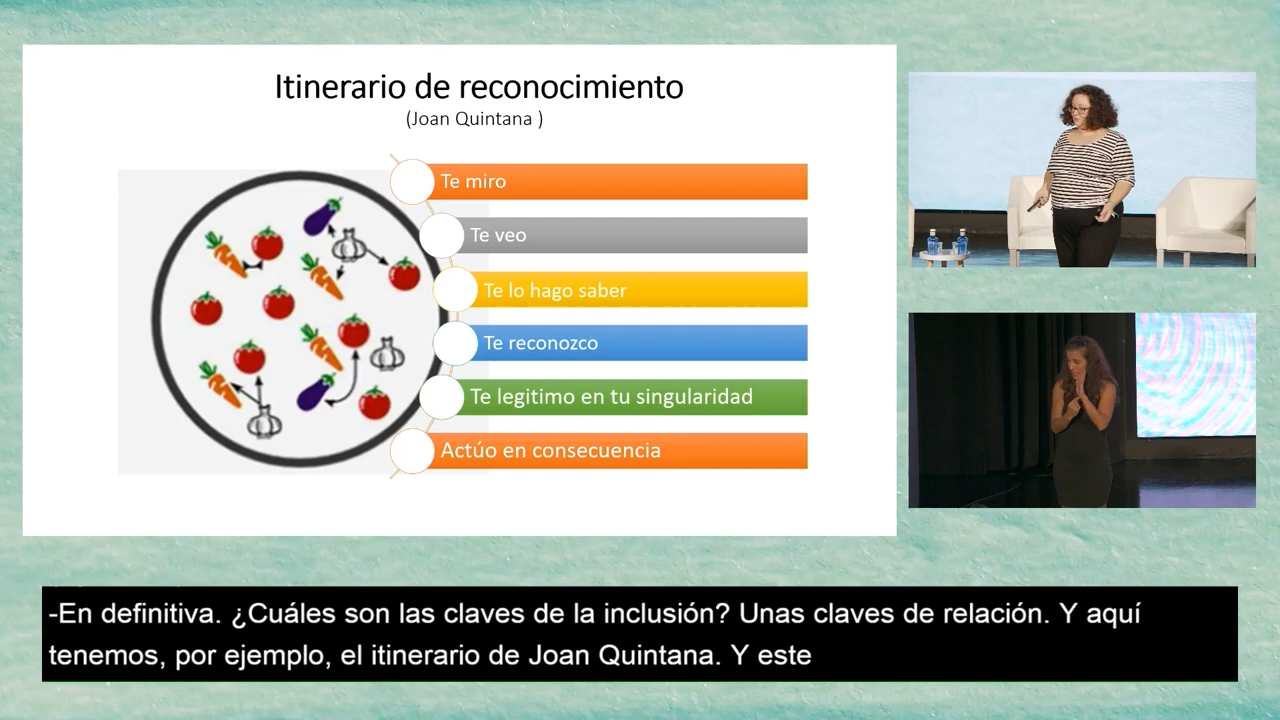 Itinerario de reconocimiento
(Joan Quintana )
Te miro
Te veo
Te lo hago saber
Te reconozco
Te legitimo en tu singularidad
Actúo en consecuencia
-En definitiva. ¿Cuáles son las claves de la inclusión? Unas claves de relación. Y aquí
tenemos, por ejemplo, el itinerario de Joan Quintana. Y este